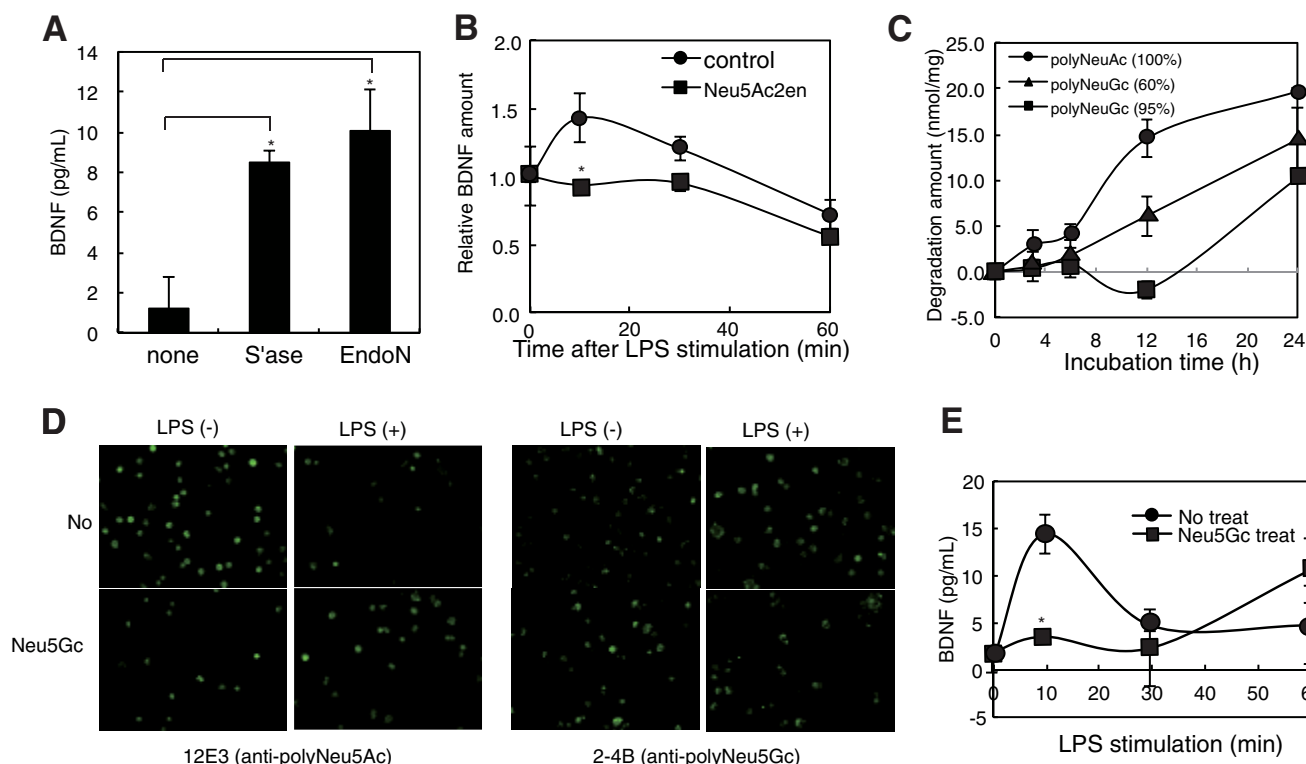 A
14
12
10
8
6
4
2
0
BDNF (pg/mL)
*
*
none S'ase EndoN
B
2.0
1.5
1.0
0.5
0.0
Relative BDNF amount
control
Neu5Ac2en
*
0 20 40 60
Time after LPS stimulation (min)
C
25.0
20.0
15.0
10.0
5.0
0.0
-5.0
Degradation amount (nmol/mg)
polyNeuAc (100%)
polyNeuGc (60%)
polyNeuGc (95%)
0 4 8 12 16 20 24
Incubation time (h)
D
LPS (-) LPS (+) LPS (-) LPS (+)
No
Neu5Gc
12E3 (anti-polyNeu5Ac) 2-4B (anti-polyNeu5Gc)
E
20
15
10
5
0
-5
BDNF (pg/mL)
No treat
Neu5Gc treat
*
0 10 20 30 40 50
LPS stimulation (min)